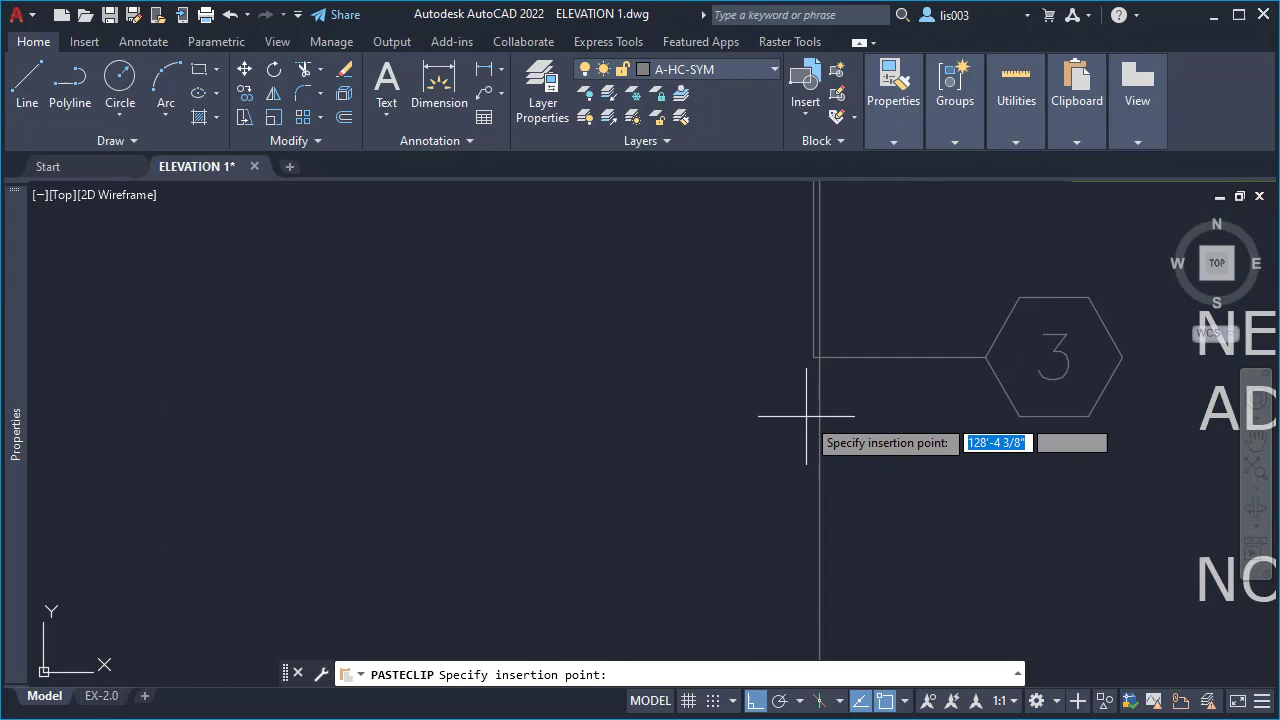 A Share Autodesk AutoCAD 2022 ELEVATION 1.dwg Type a keyword or phrase lis003
Home Insert Annotate Parametric View Manage Output Add-ins Collaborate Express Tools Featured Apps Raster Tools
A-HC-SYM
Line Polyline Circle Arc Text Dimension Layer Properties Insert Properties Groups Utilities Clipboard View
Draw Modify Annotation Layers Block
Start ELEVATION 1*
[−][Top][2D Wireframe]
N
W TOP E
S
WCS
NE
3
AD
Specify insertion point: 128'-4 3/8"
Properties
NO
Y
X
PASTECLIP Specify insertion point:
Model EX-2.0
MODEL 1:1